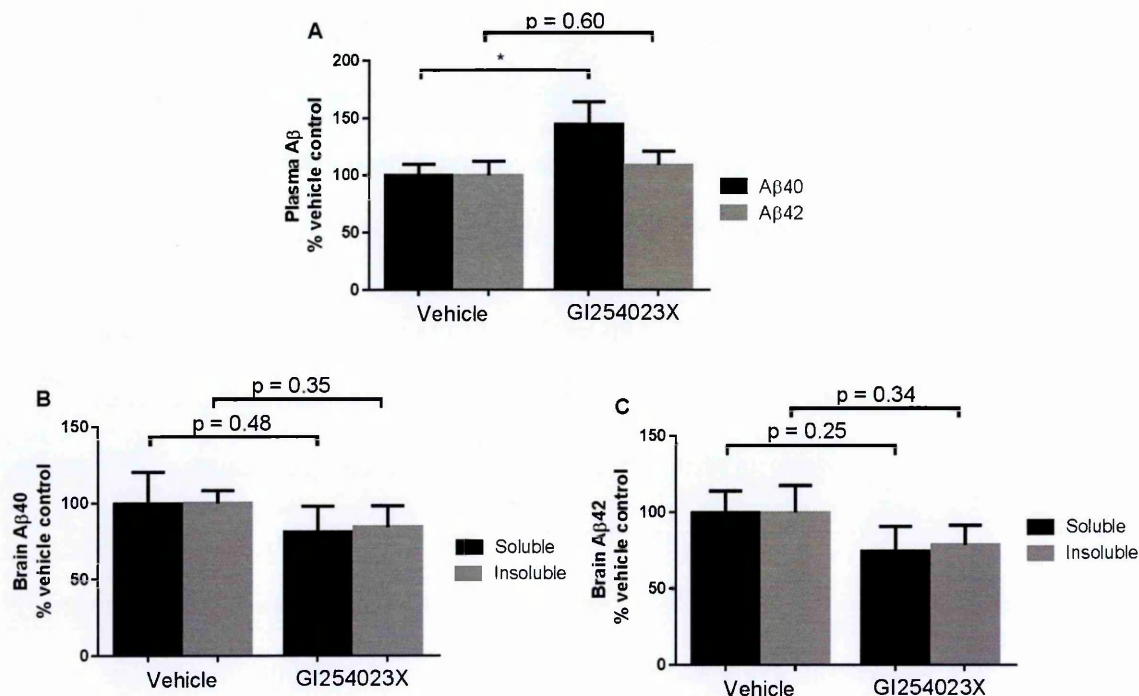 A
p = 0.60
*
200
150
100
50
0
Plasma Aβ
% vehicle control
Vehicle
GI254023X
Aβ40
Aβ42
B
p = 0.35
p = 0.48
150
100
50
0
Brain Aβ40
% vehicle control
Vehicle
GI254023X
Soluble
Insoluble
C
p = 0.34
p = 0.25
150
100
50
0
Brain Aβ42
% vehicle control
Vehicle
GI254023X
Soluble
Insoluble